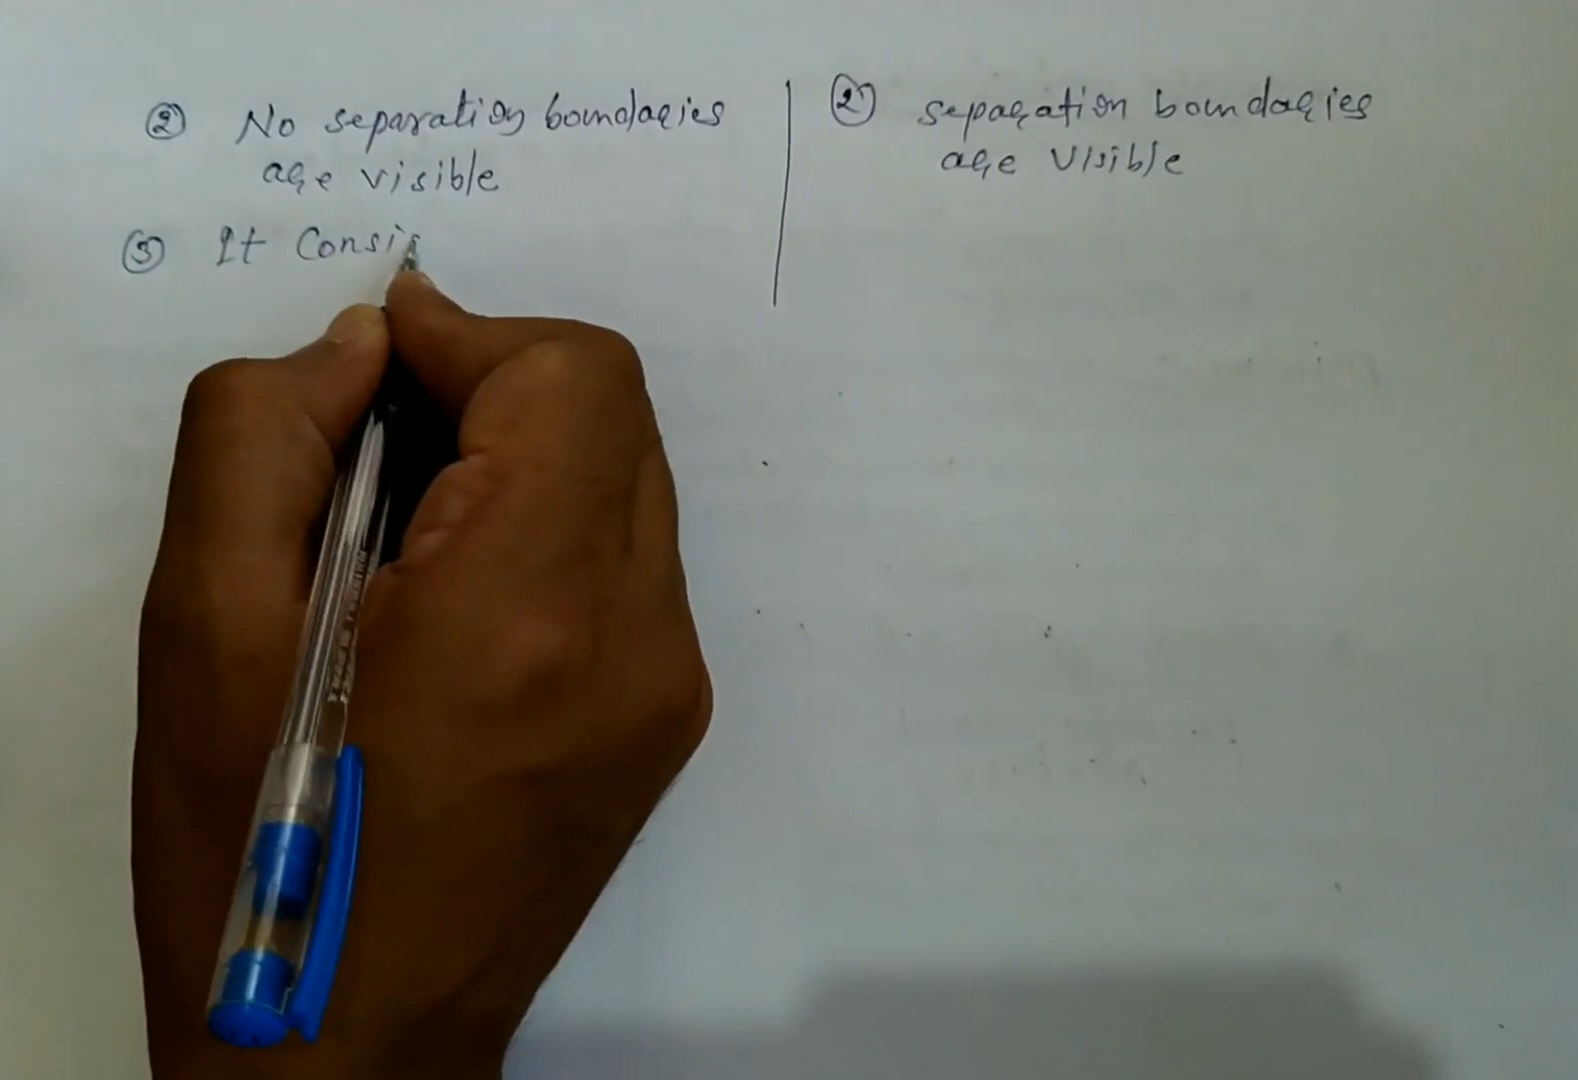 ② No separation boundaries
are visible
③ It Consis
② separation boundaries
are visible